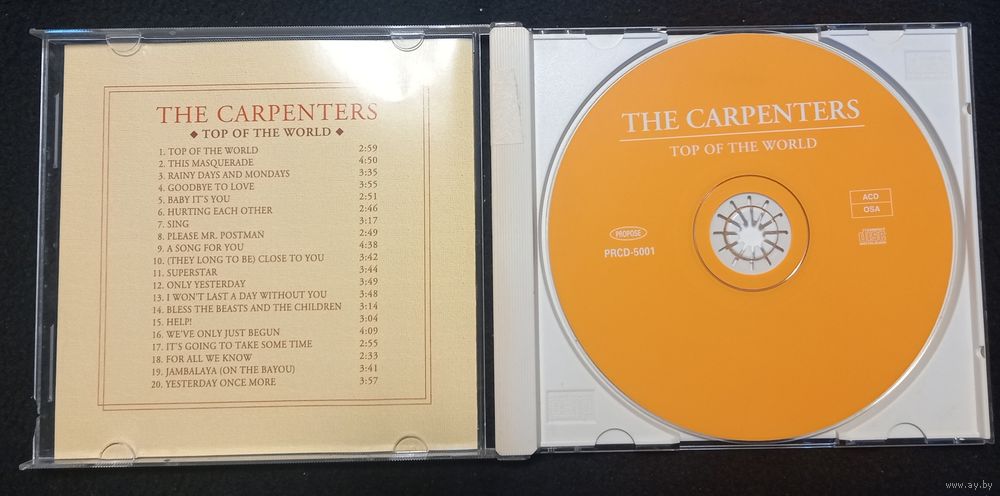 THE CARPENTERS
◆ TOP OF THE WORLD ◆
1. TOP OF THE WORLD 2:59
2. THIS MASQUERADE 4:50
3. RAINY DAYS AND MONDAYS 3:35
4. GOODBYE TO LOVE 3:55
5. BABY IT'S YOU 2:51
6. HURTING EACH OTHER 2:46
7. SING 3:17
8. PLEASE MR. POSTMAN 2:49
9. A SONG FOR YOU 4:38
10. (THEY LONG TO BE) CLOSE TO YOU 3:42
11. SUPERSTAR 3:44
12. ONLY YESTERDAY 3:49
13. I WON'T LAST A DAY WITHOUT YOU 3:48
14. BLESS THE BEASTS AND THE CHILDREN 3:14
15. HELP! 3:04
16. WE'VE ONLY JUST BEGUN 4:09
17. IT'S GOING TO TAKE SOME TIME 2:55
18. FOR ALL WE KNOW 2:33
19. JAMBALAYA (ON THE BAYOU) 3:41
20. YESTERDAY ONCE MORE 3:57
THE CARPENTERS
TOP OF THE WORLD
ACD
OSA
PROPOSE
PRCD-5001
www.ay.by